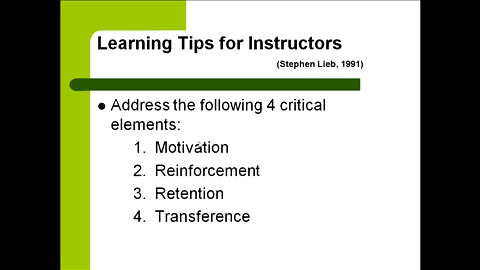 Learning Tips for Instructors
(Stephen Lieb, 1991)
● Address the following 4 critical
elements:
1. Motivation
2. Reinforcement
3. Retention
4. Transference